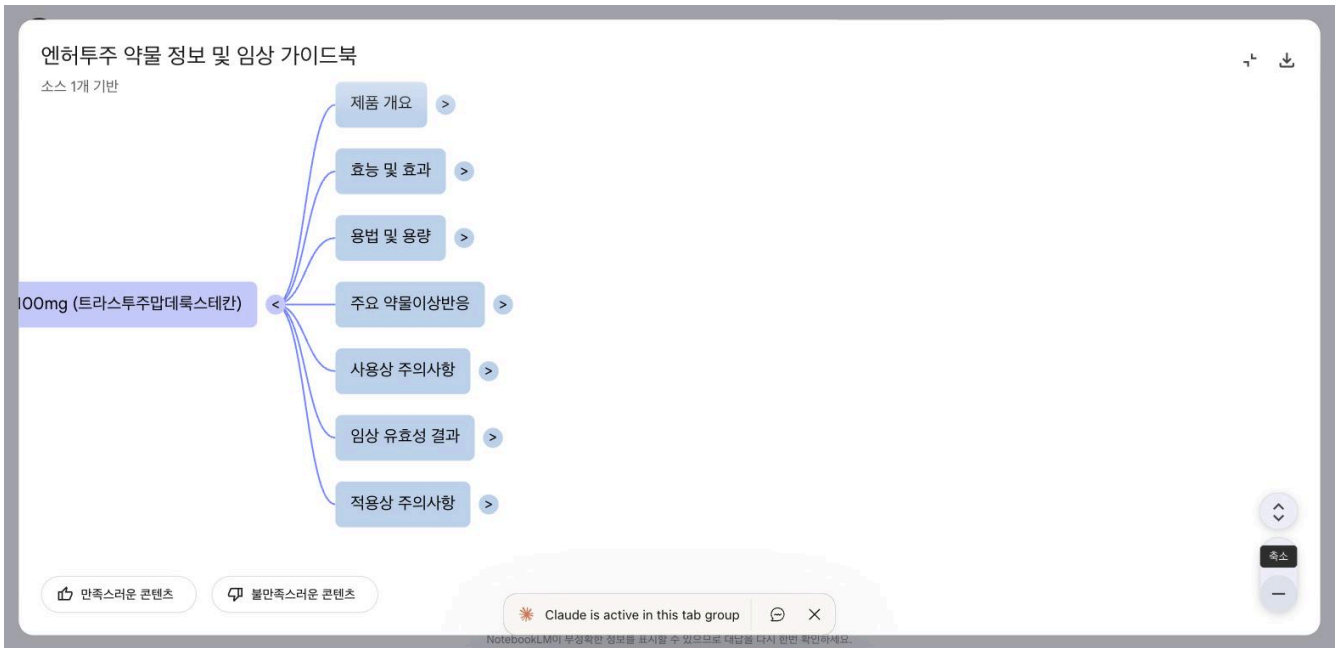 엔허투주 약물 정보 및 임상 가이드북
소스 1개 기반
제품 개요 >
효능 및 효과 >
용법 및 용량 >
100mg (트라스투주맙데룩스테칸) <
주요 약물이상반응 >
사용상 주의사항 >
임상 유효성 결과 >
적용상 주의사항 >
축소
만족스러운 콘텐츠
불만족스러운 콘텐츠
Claude is active in this tab group
NotebookLM이 부정확한 정보를 표시할 수 있으므로 대답을 다시 한번 확인하세요.